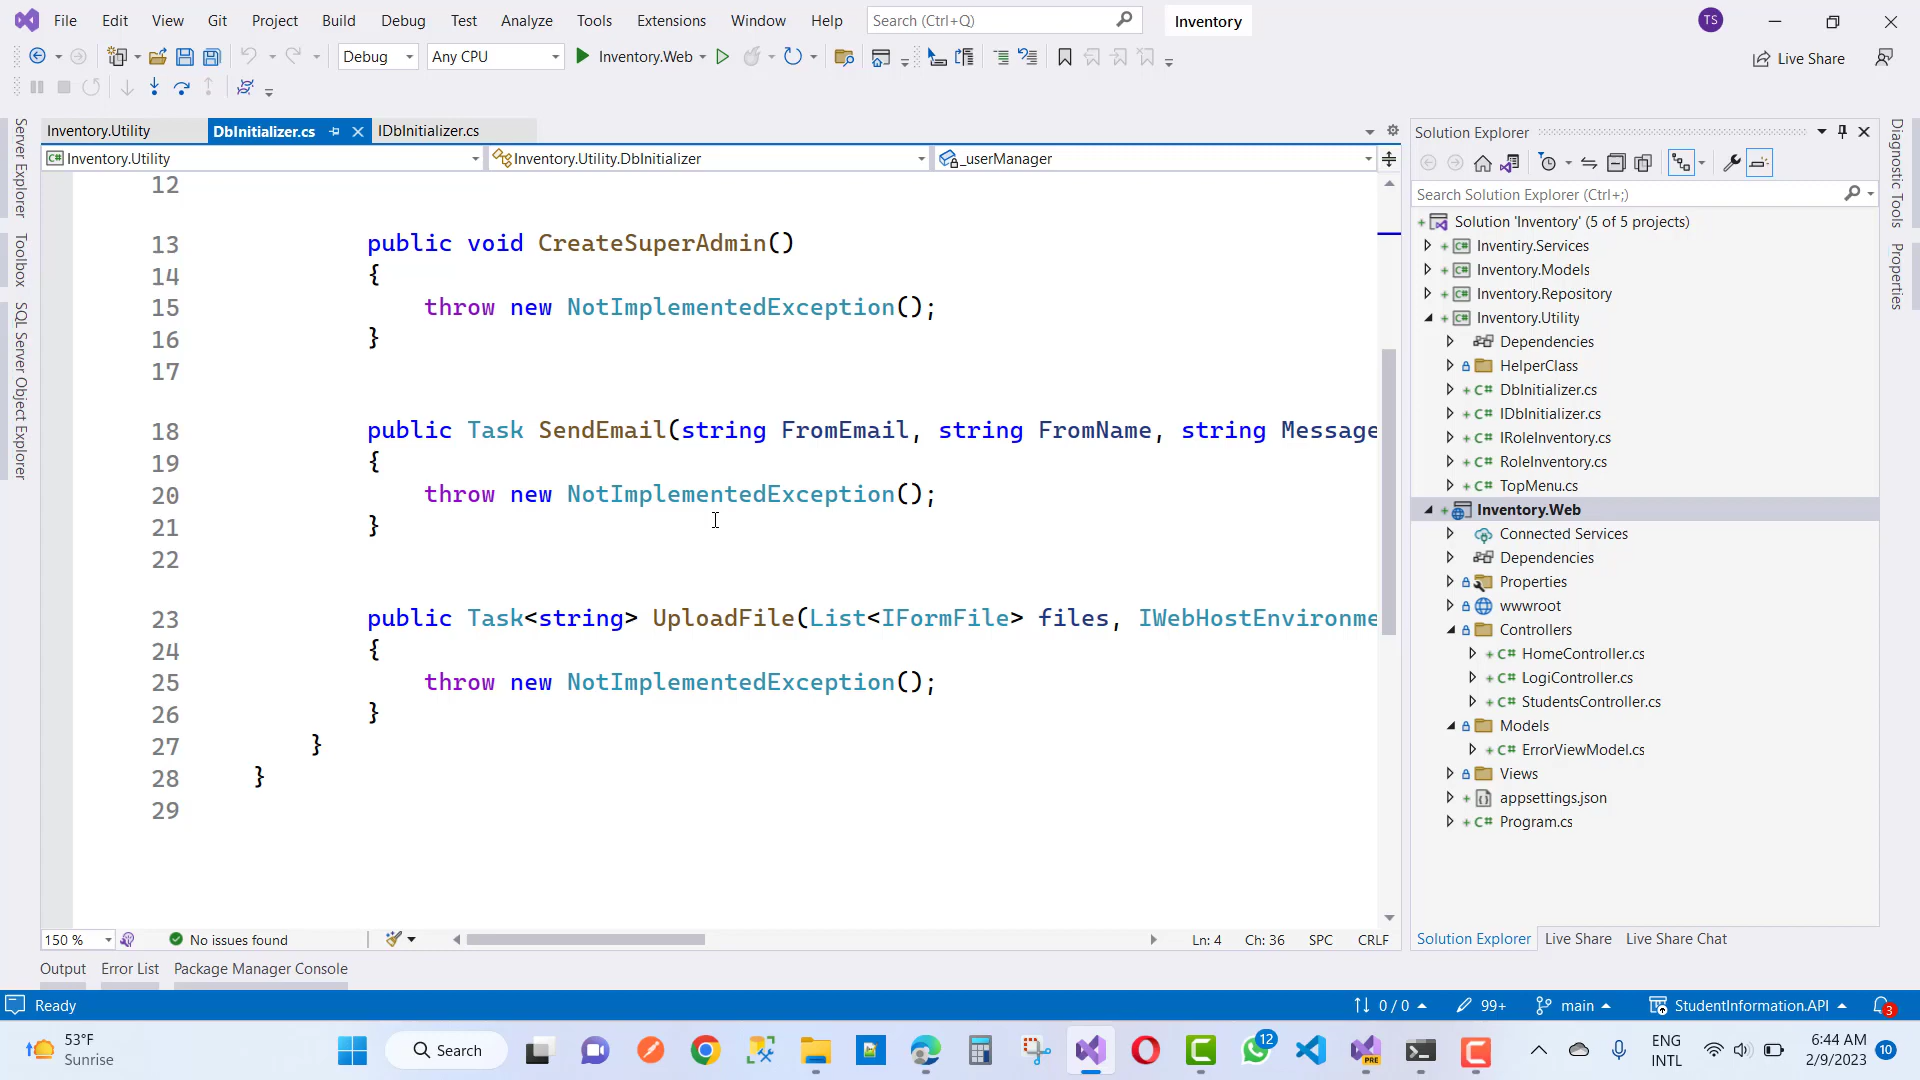 File Edit View Git Project Build Debug Test Analyze Tools Extensions Window Help Search (Ctrl+Q) Inventory TS
Debug Any CPU Inventory.Web Live Share
Inventory.Utility DbInitializer.cs IDbInitializer.cs
Inventory.Utility Inventory.Utility.DbInitializer _userManager
Server Explorer
Toolbox
SQL Server Object Explorer
12
13 public void CreateSuperAdmin()
14 {
15 throw new NotImplementedException();
16 }
17
18 public Task SendEmail(string FromEmail, string FromName, string Message
19 {
20 throw new NotImplementedException();
21 }
22
23 public Task<string> UploadFile(List<IFormFile> files, IWebHostEnvironme
24 {
25 throw new NotImplementedException();
26 }
27 }
28 }
29
150 % No issues found Ln: 4 Ch: 36 SPC CRLF
Output Error List Package Manager Console
Solution Explorer
Search Solution Explorer (Ctrl+;)
Solution 'Inventory' (5 of 5 projects)
Inventiry.Services
Inventory.Models
Inventory.Repository
Inventory.Utility
Dependencies
HelperClass
DbInitializer.cs
IDbInitializer.cs
IRoleInventory.cs
RoleInventory.cs
TopMenu.cs
Inventory.Web
Connected Services
Dependencies
Properties
wwwroot
Controllers
HomeController.cs
LogiController.cs
StudentsController.cs
Models
ErrorViewModel.cs
Views
appsettings.json
Program.cs
Solution Explorer Live Share Live Share Chat
Diagnostic Tools
Properties
Ready 0 / 0 99+ main StudentInformation.API 3
53°F
Sunrise
Search
PRE
12
ENG
INTL
6:44 AM
2/9/2023
10